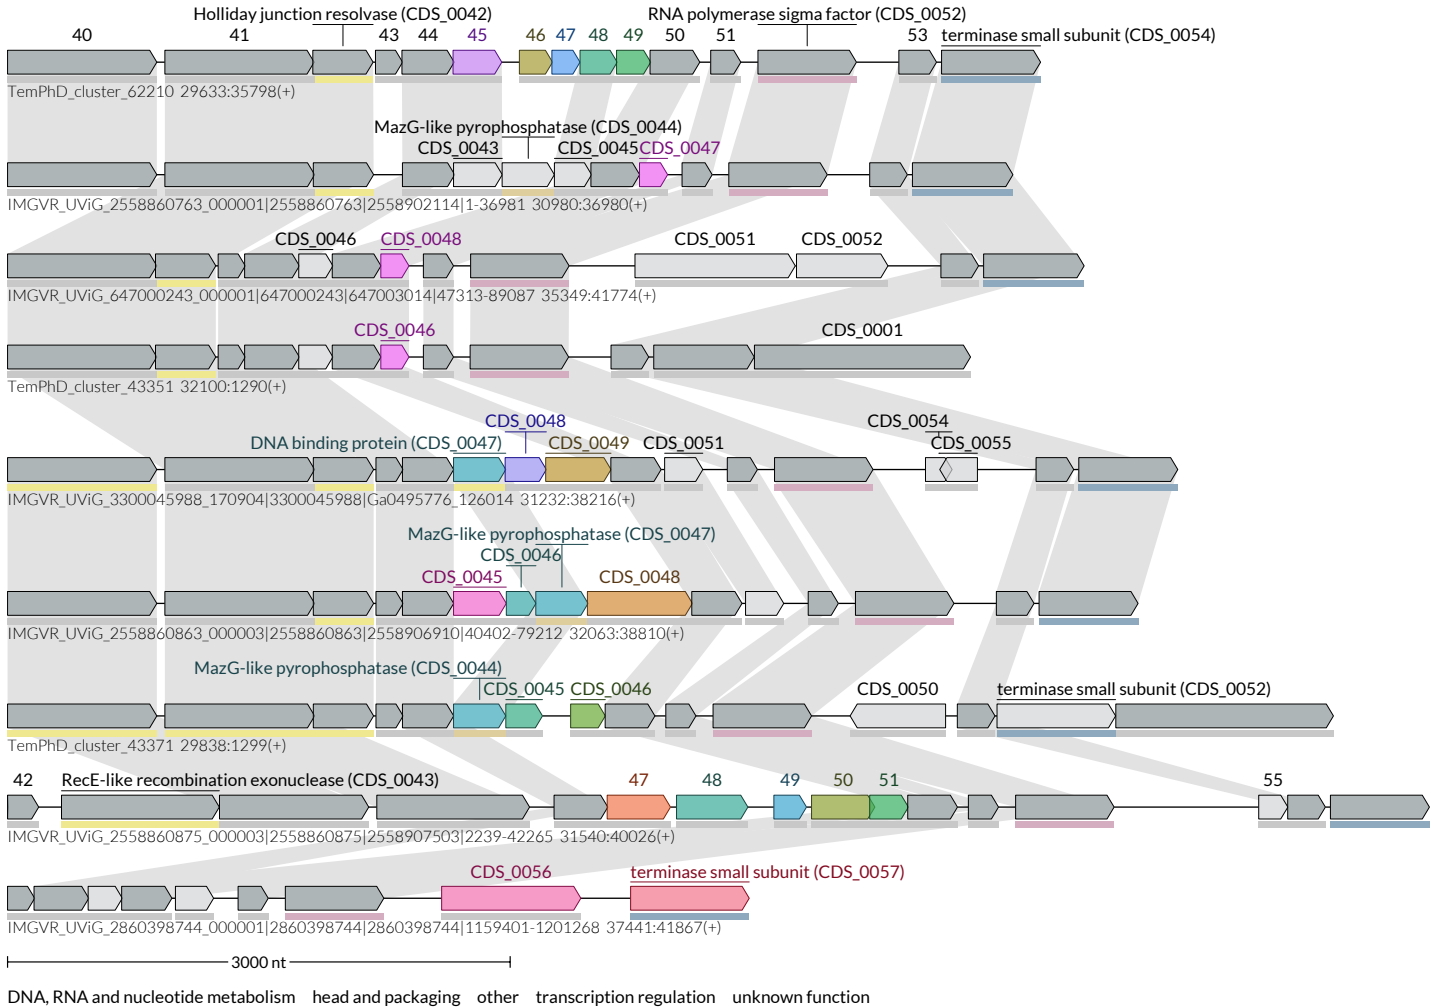 Holliday junction resolvase (CDS_0042) RNA polymerase sigma factor (CDS_0052)
40 41 43 44 45 46 47 48 49 50 51 53 terminase small subunit (CDS_0054)
TemPhD_cluster_62210 29633:35798(+)
MazG-like pyrophosphatase (CDS_0044)
CDS_0043 CDS_0045 CDS_0047
IMGVR_UViG_2558860763_000001|2558860763|2558902114|1-36981 30980:36980(+)
CDS_0046 CDS_0048 CDS_0051 CDS_0052
IMGVR_UViG_647000243_000001|647000243|647003014|47313-89087 35349:41774(+)
CDS_0046 CDS_0001
TemPhD_cluster_43351 32100:1290(+)
CDS_0048 CDS_0054
DNA binding protein (CDS_0047) CDS_0049 CDS_0051 CDS_0055
IMGVR_UViG_3300045988_170904|3300045988|Ga0495776_126014 31232:38216(+)
MazG-like pyrophosphatase (CDS_0047)
CDS_0046
CDS_0045 CDS_0048
IMGVR_UViG_2558860863_000003|2558860863|2558906910|40402-79212 32063:38810(+)
MazG-like pyrophosphatase (CDS_0044)
CDS_0045 CDS_0046 CDS_0050 terminase small subunit (CDS_0052)
TemPhD_cluster_43371 29838:1299(+)
42 RecE-like recombination exonuclease (CDS_0043) 47 48 49 50 51 55
IMGVR_UViG_2558860875_000003|2558860875|2558907503|2239-42265 31540:40026(+)
CDS_0056 terminase small subunit (CDS_0057)
IMGVR_UViG_2860398744_000001|2860398744|2860398744|1159401-1201268 37441:41867(+)
3000 nt
DNA, RNA and nucleotide metabolism head and packaging other transcription regulation unknown function